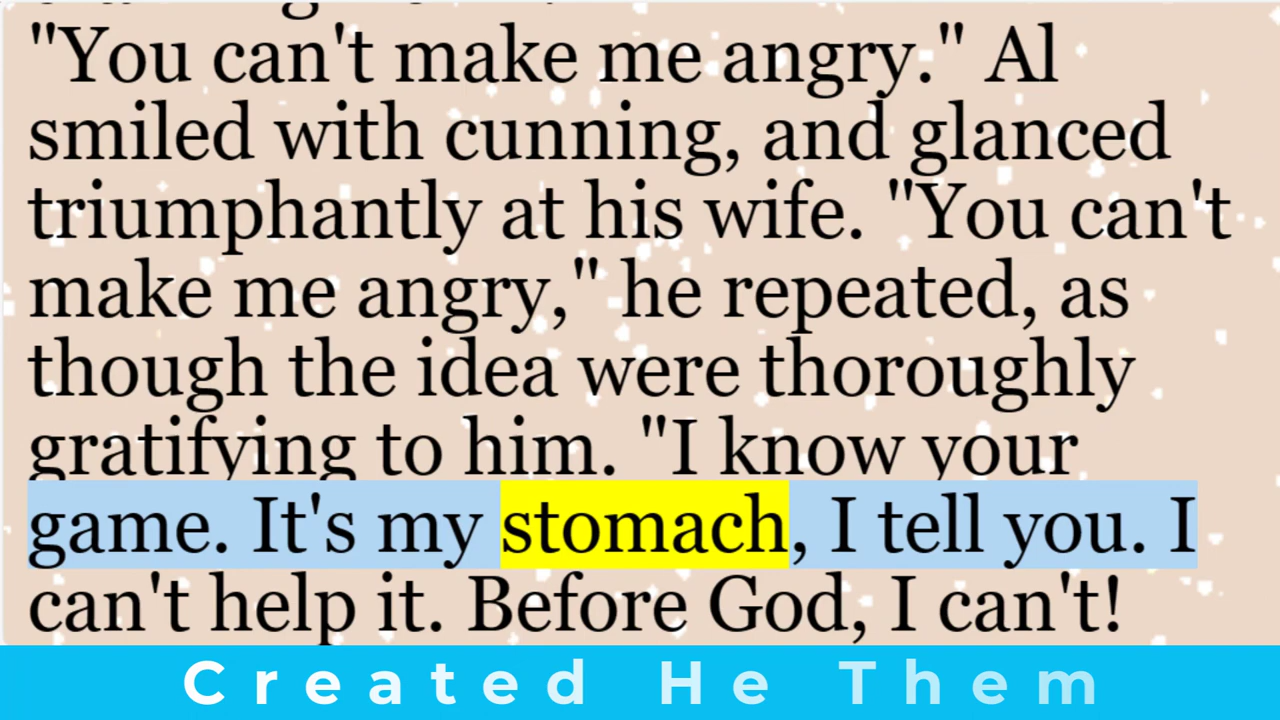 "You can't make me angry." Al
smiled with cunning, and glanced
triumphantly at his wife. "You can't
make me angry," he repeated, as
though the idea were thoroughly
gratifying to him. "I know your
game. It's my stomach, I tell you. I
can't help it. Before God, I can't!
Created He Them